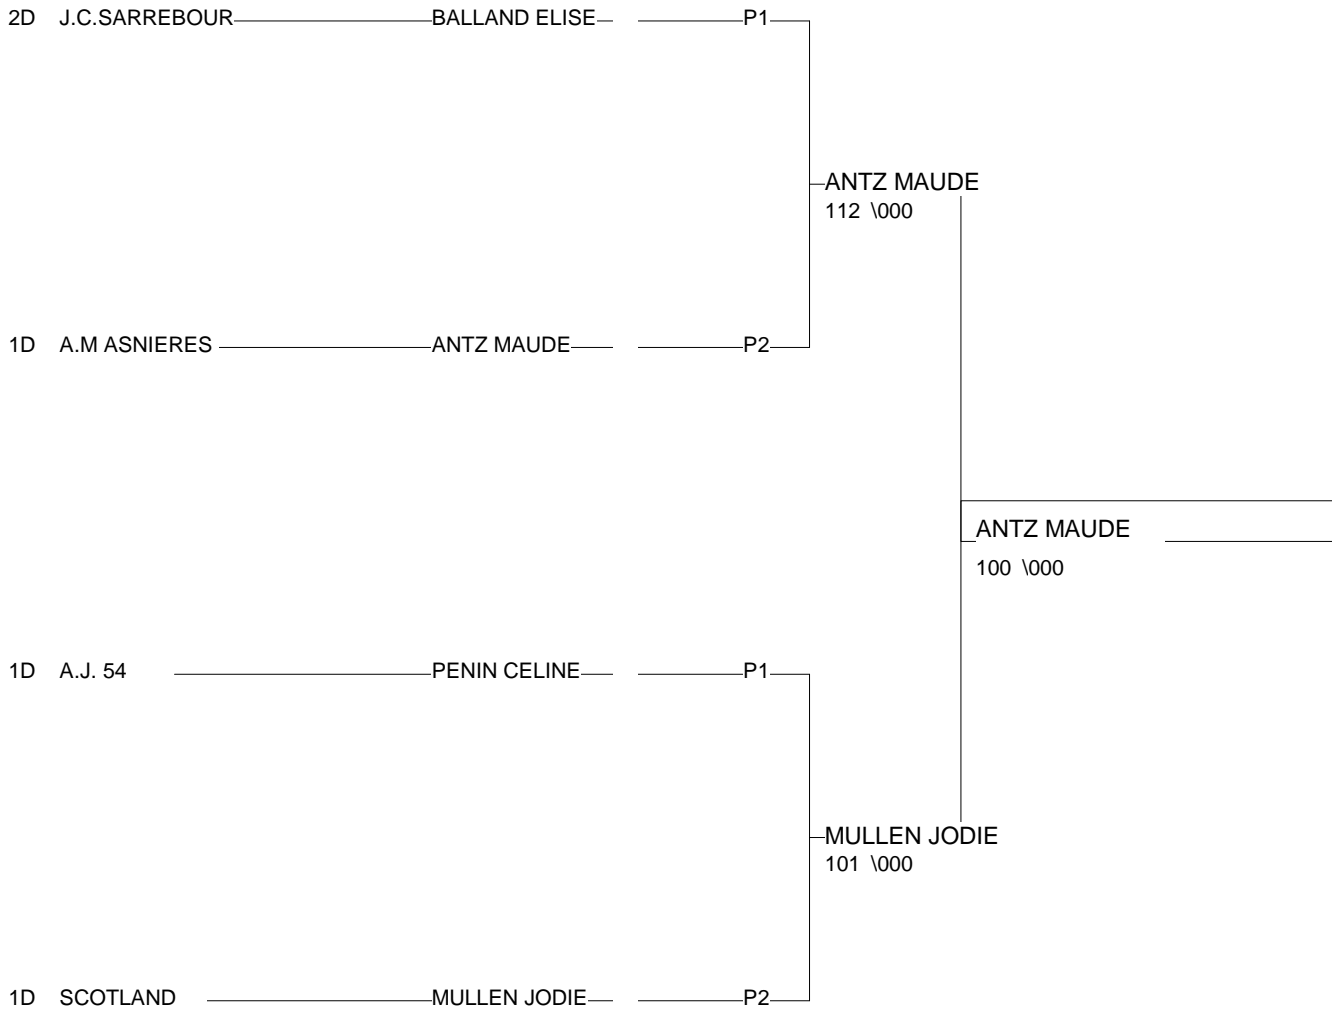 2D J.C.SARREBOUR BALLAND ELISE P1
ANTZ MAUDE
112 \000
1D A.M ASNIERES ANTZ MAUDE P2
ANTZ MAUDE
100 \000
1D A.J. 54 PENIN CELINE P1
MULLEN JODIE
101 \000
1D SCOTLAND MULLEN JODIE P2